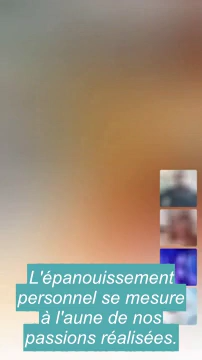 L'épanouissement
personnel se mesure
à l'aune de nos
passions réalisées.